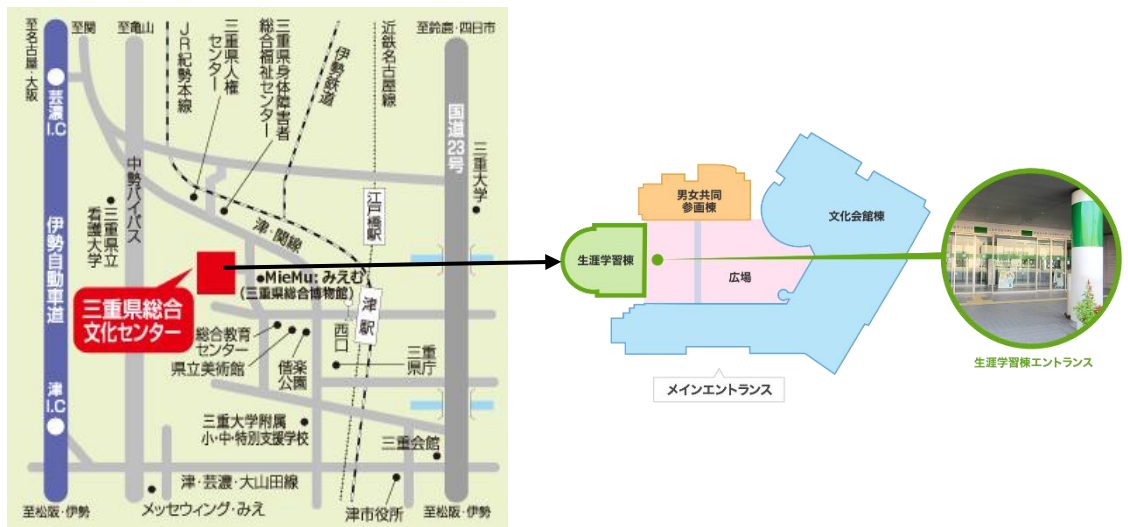 至名古屋・大阪
至関
至亀山
JR紀勢本線
三重県人権
センター
三重県身体障害者
総合福祉センター
伊勢鉄道
近鉄名古屋線
至鈴鹿・四日市
芸濃
I.C
中勢バイパス
国道23号
三重大学
三重県立
看護大学
江戸橋駅
伊勢自動車道
津・関線
MieMu:みえむ
(三重県総合博物館)
三重県総合
文化センター
津駅
総合教育
センター
県立美術館
偕楽
公園
西口
三重
県庁
津
I.C
三重大学附属
小・中・特別支援学校
三重会館
津・芸濃・大山田線
至松阪・伊勢
メッセウィング・みえ
津市役所
至松阪・伊勢
男女共同
参画棟
文化会館棟
生涯学習棟
広場
メインエントランス
生涯学習棟エントランス